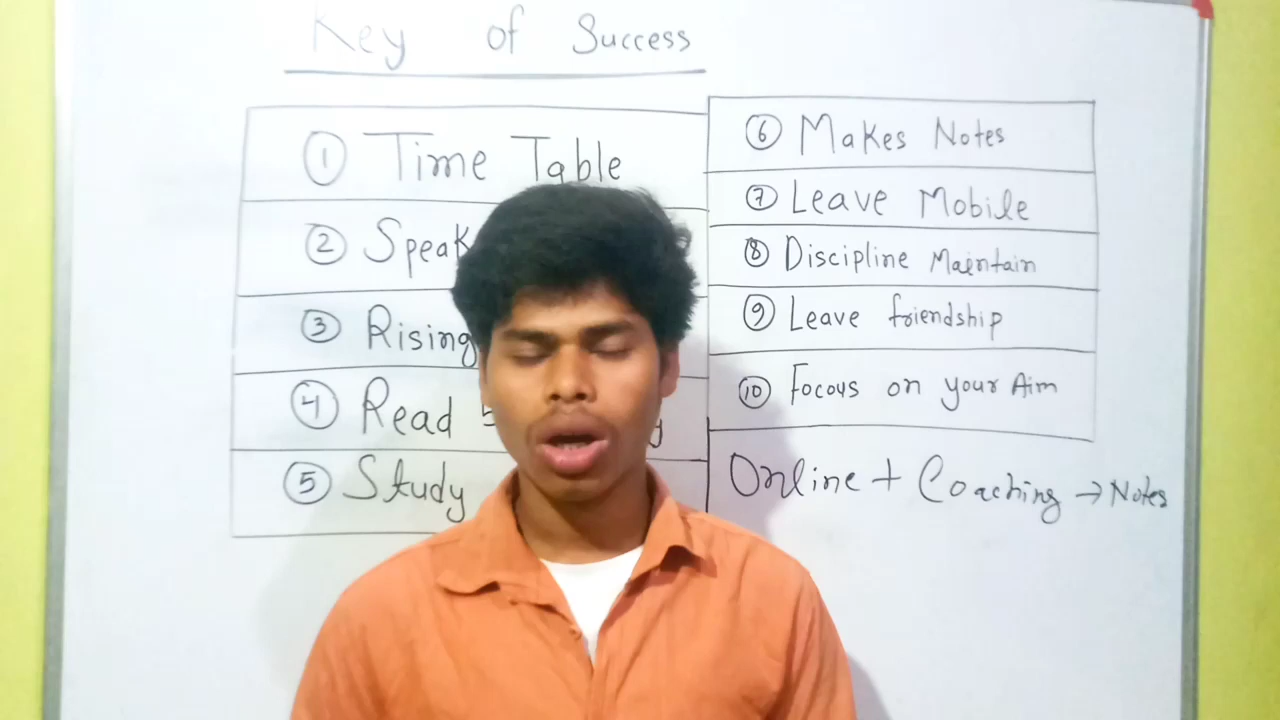 Key of Success
① Time Table
② Speak
③ Rising
④ Read
⑤ Study
⑥ Makes Notes
⑦ Leave Mobile
⑧ Discipline Maintain
⑨ Leave friendship
⑩ Focous on your Aim
Online + Coaching → Notes